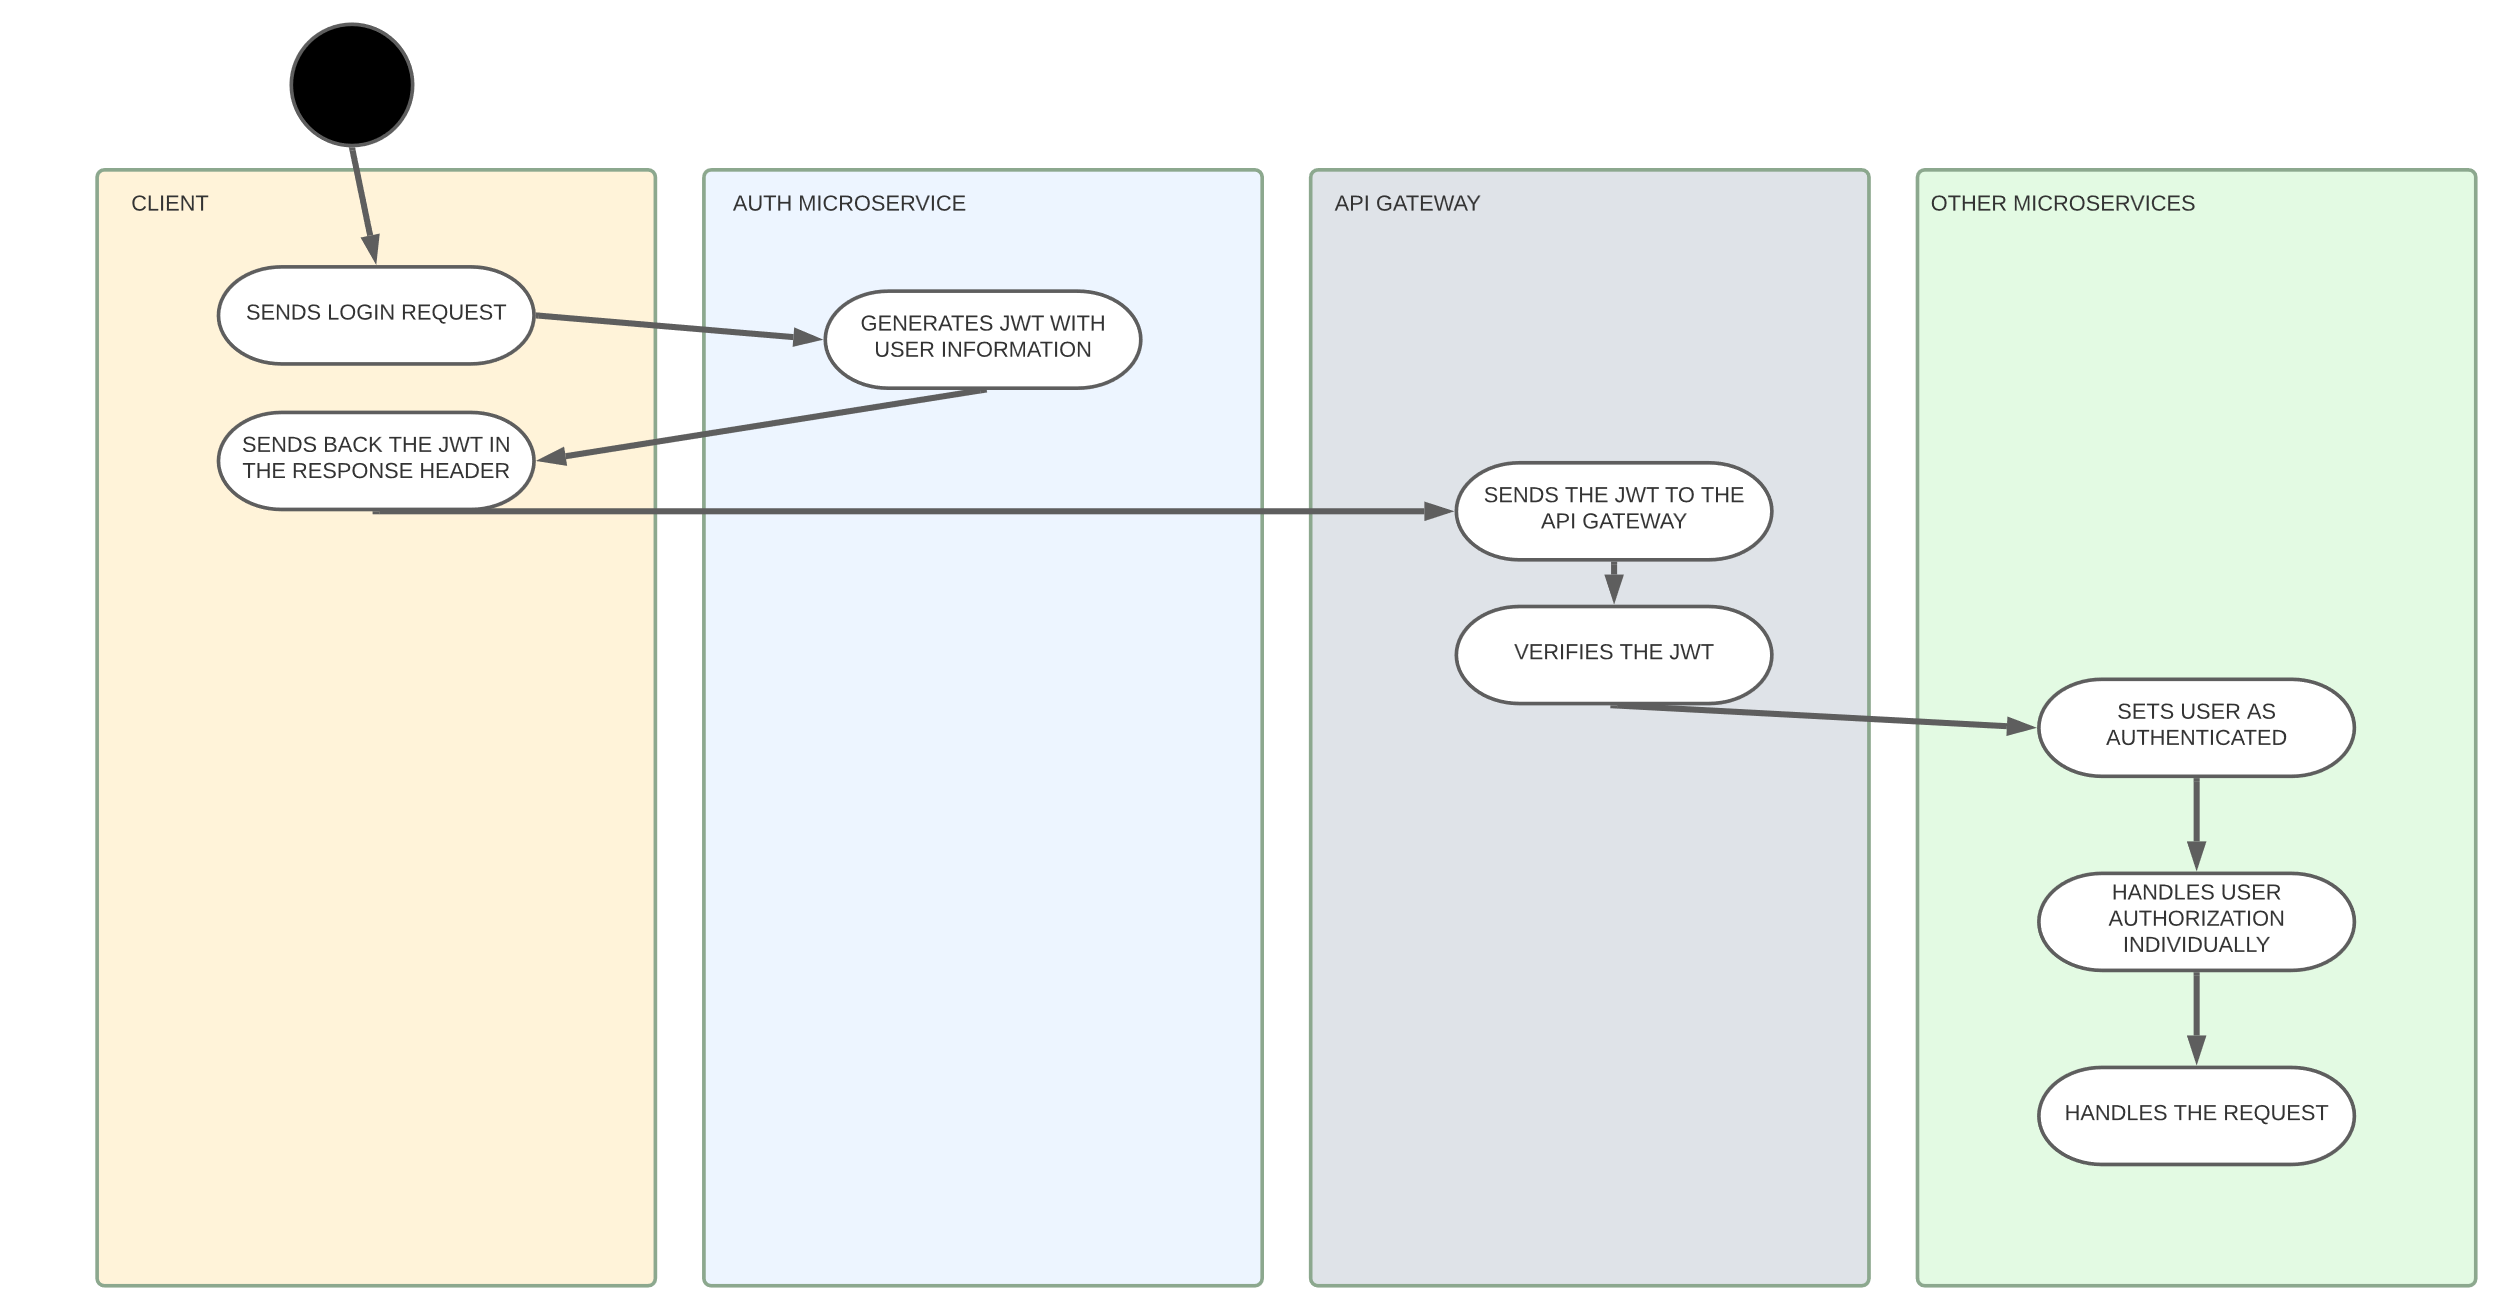 CLIENT
AUTH MICROSERVICE
API GATEWAY
OTHER MICROSERVICES
SENDS LOGIN REQUEST
GENERATES JWT WITH
USER INFORMATION
SENDS BACK THE JWT IN
THE RESPONSE HEADER
SENDS THE JWT TO THE
API GATEWAY
VERIFIES THE JWT
SETS USER AS
AUTHENTICATED
HANDLES USER
AUTHORIZATION
INDIVIDUALLY
HANDLES THE REQUEST